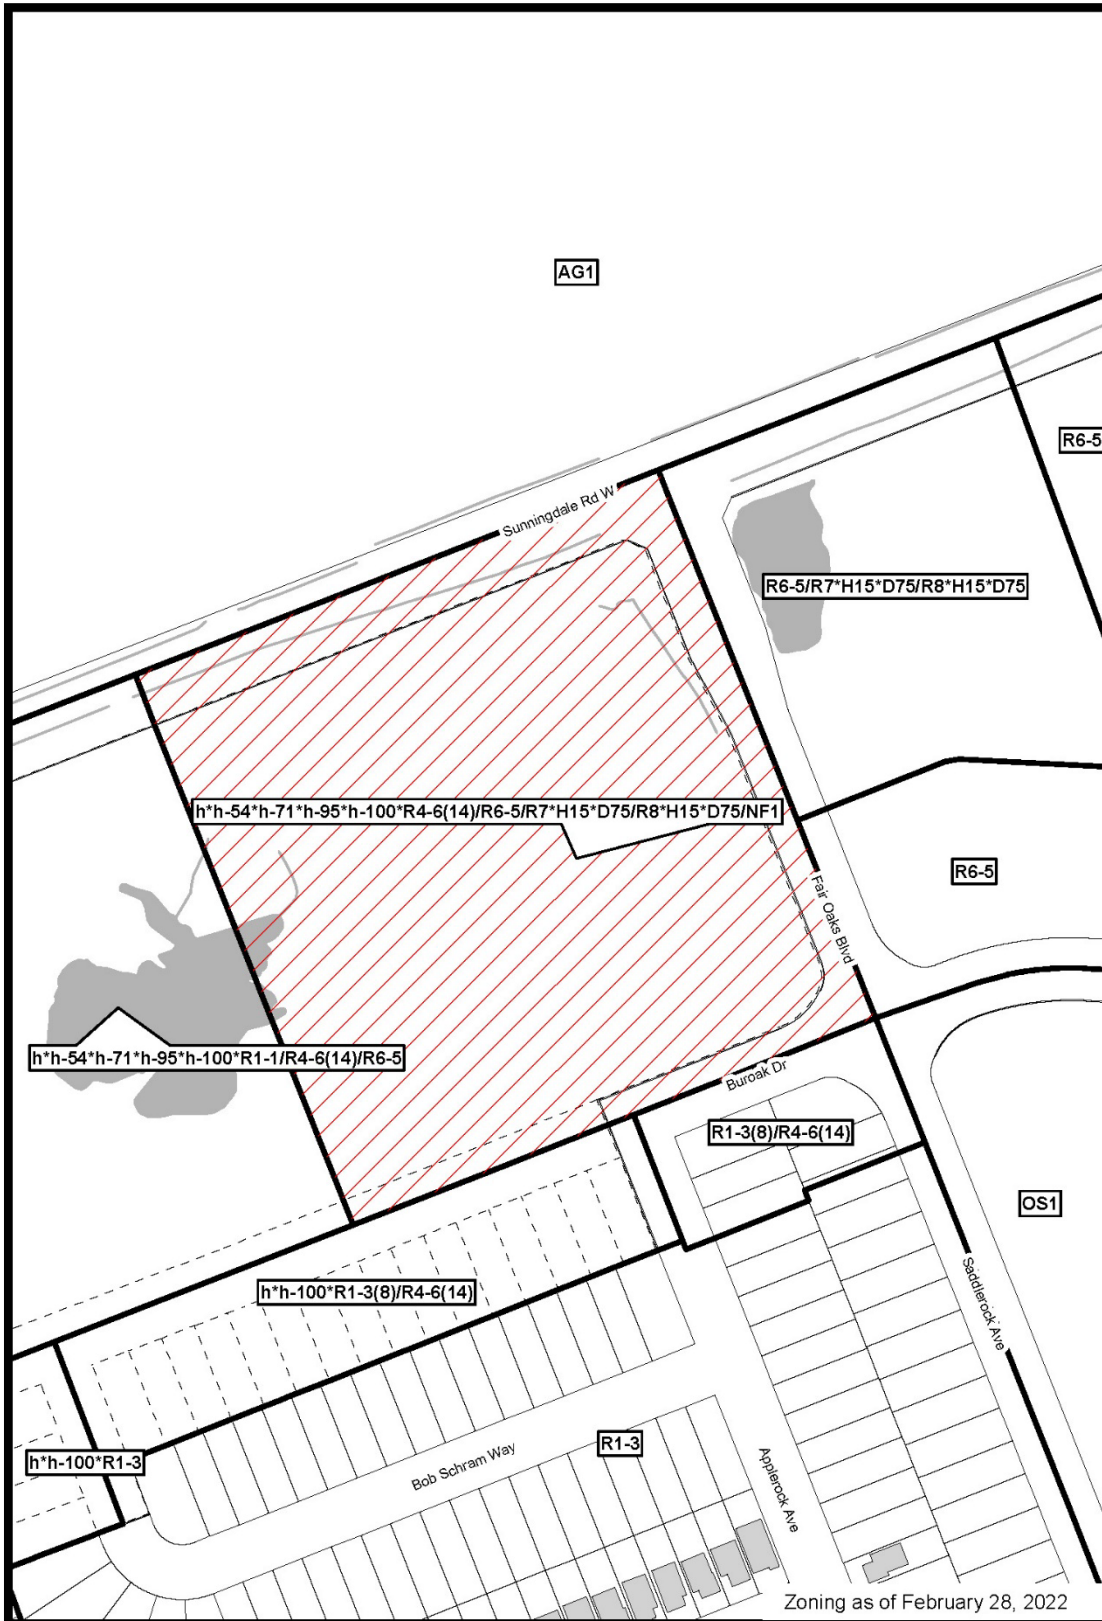 AG1
R6-5
Sunningdale Rd W
R6-5/R7*H15*D75/R8*H15*D75
h*h-54*h-71*h-95*h-100*R4-6(14)/R6-5/R7*H15*D75/R8*H15*D75/NF1
R6-5
Fair Oaks Blvd
h*h-54*h-71*h-95*h-100*R1-1/R4-6(14)/R6-5
Buroak Dr
R1-3(8)/R4-6(14)
OS1
h*h-100*R1-3(8)/R4-6(14)
Saddlerock Ave
R1-3
h*h-100*R1-3
Bob Schram Way
Applerock Ave
Zoning as of February 28, 2022